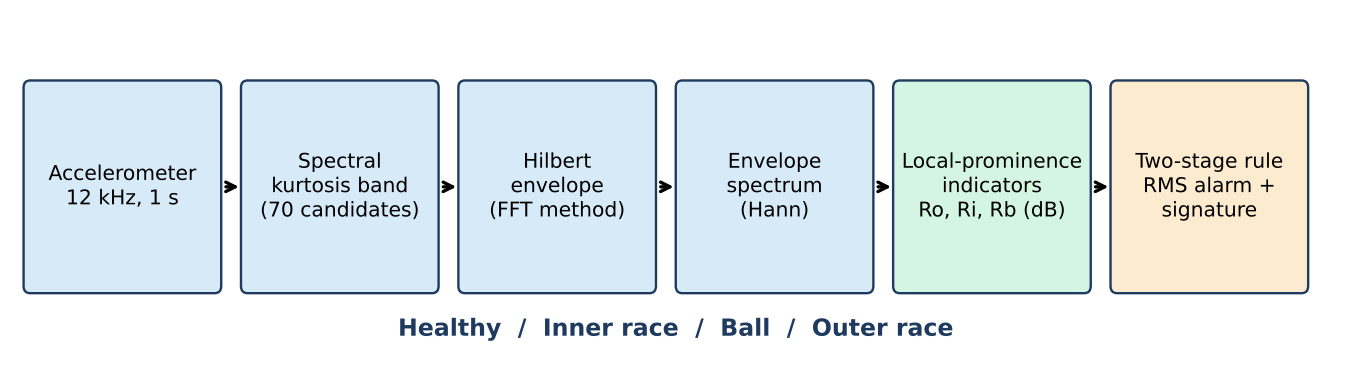 Accelerometer
12 kHz, 1 s
Spectral
kurtosis band
(70 candidates)
Hilbert
envelope
(FFT method)
Envelope
spectrum
(Hann)
Local-prominence
indicators
Ro, Ri, Rb (dB)
Two-stage rule
RMS alarm +
signature
Healthy / Inner race / Ball / Outer race